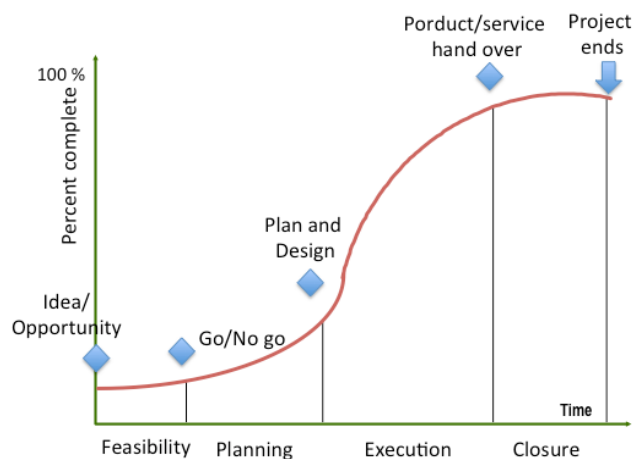 Porduct/service
hand over
Project
ends
100 %
Percent complete
Plan and
Design
Idea/
Opportunity
Go/No go
Time
Feasibility
Planning
Execution
Closure